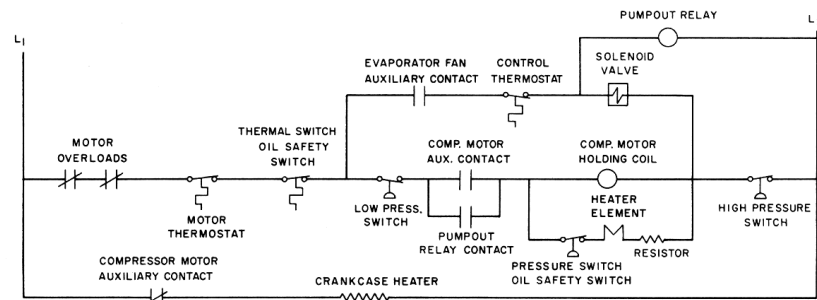 PUMPOUT RELAY
L1
L
EVAPORATOR FAN
AUXILIARY CONTACT
CONTROL
THERMOSTAT
SOLENOID
VALVE
MOTOR
OVERLOADS
THERMAL SWITCH
OIL SAFETY
SWITCH
COMP. MOTOR
AUX. CONTACT
COMP. MOTOR
HOLDING COIL
MOTOR
THERMOSTAT
LOW PRESS.
SWITCH
HEATER
ELEMENT
HIGH PRESSURE
SWITCH
PUMPOUT
RELAY CONTACT
RESISTOR
PRESSURE SWITCH
OIL SAFETY SWITCH
COMPRESSOR MOTOR
AUXILIARY CONTACT
CRANKCASE HEATER